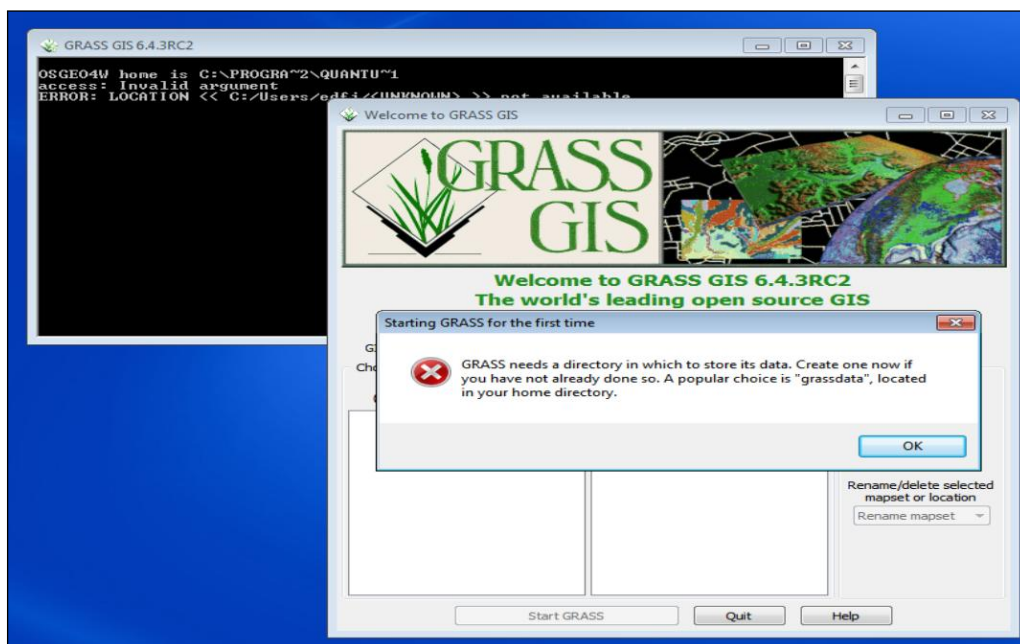 GRASS GIS 6.4.3RC2
OSGEO4W home is C:\PROGRA~2\QUANTU~1
access: Invalid argument
ERROR: LOCATION << C:/Users/edfi/<<UNKNOWN> >> not available
Welcome to GRASS GIS
GRASS
GIS
Welcome to GRASS GIS 6.4.3RC2
The world's leading open source GIS
Starting GRASS for the first time
GRASS needs a directory in which to store its data. Create one now if
you have not already done so. A popular choice is "grassdata", located
in your home directory.
OK
Rename/delete selected
mapset or location
Rename mapset
Start GRASS
Quit
Help